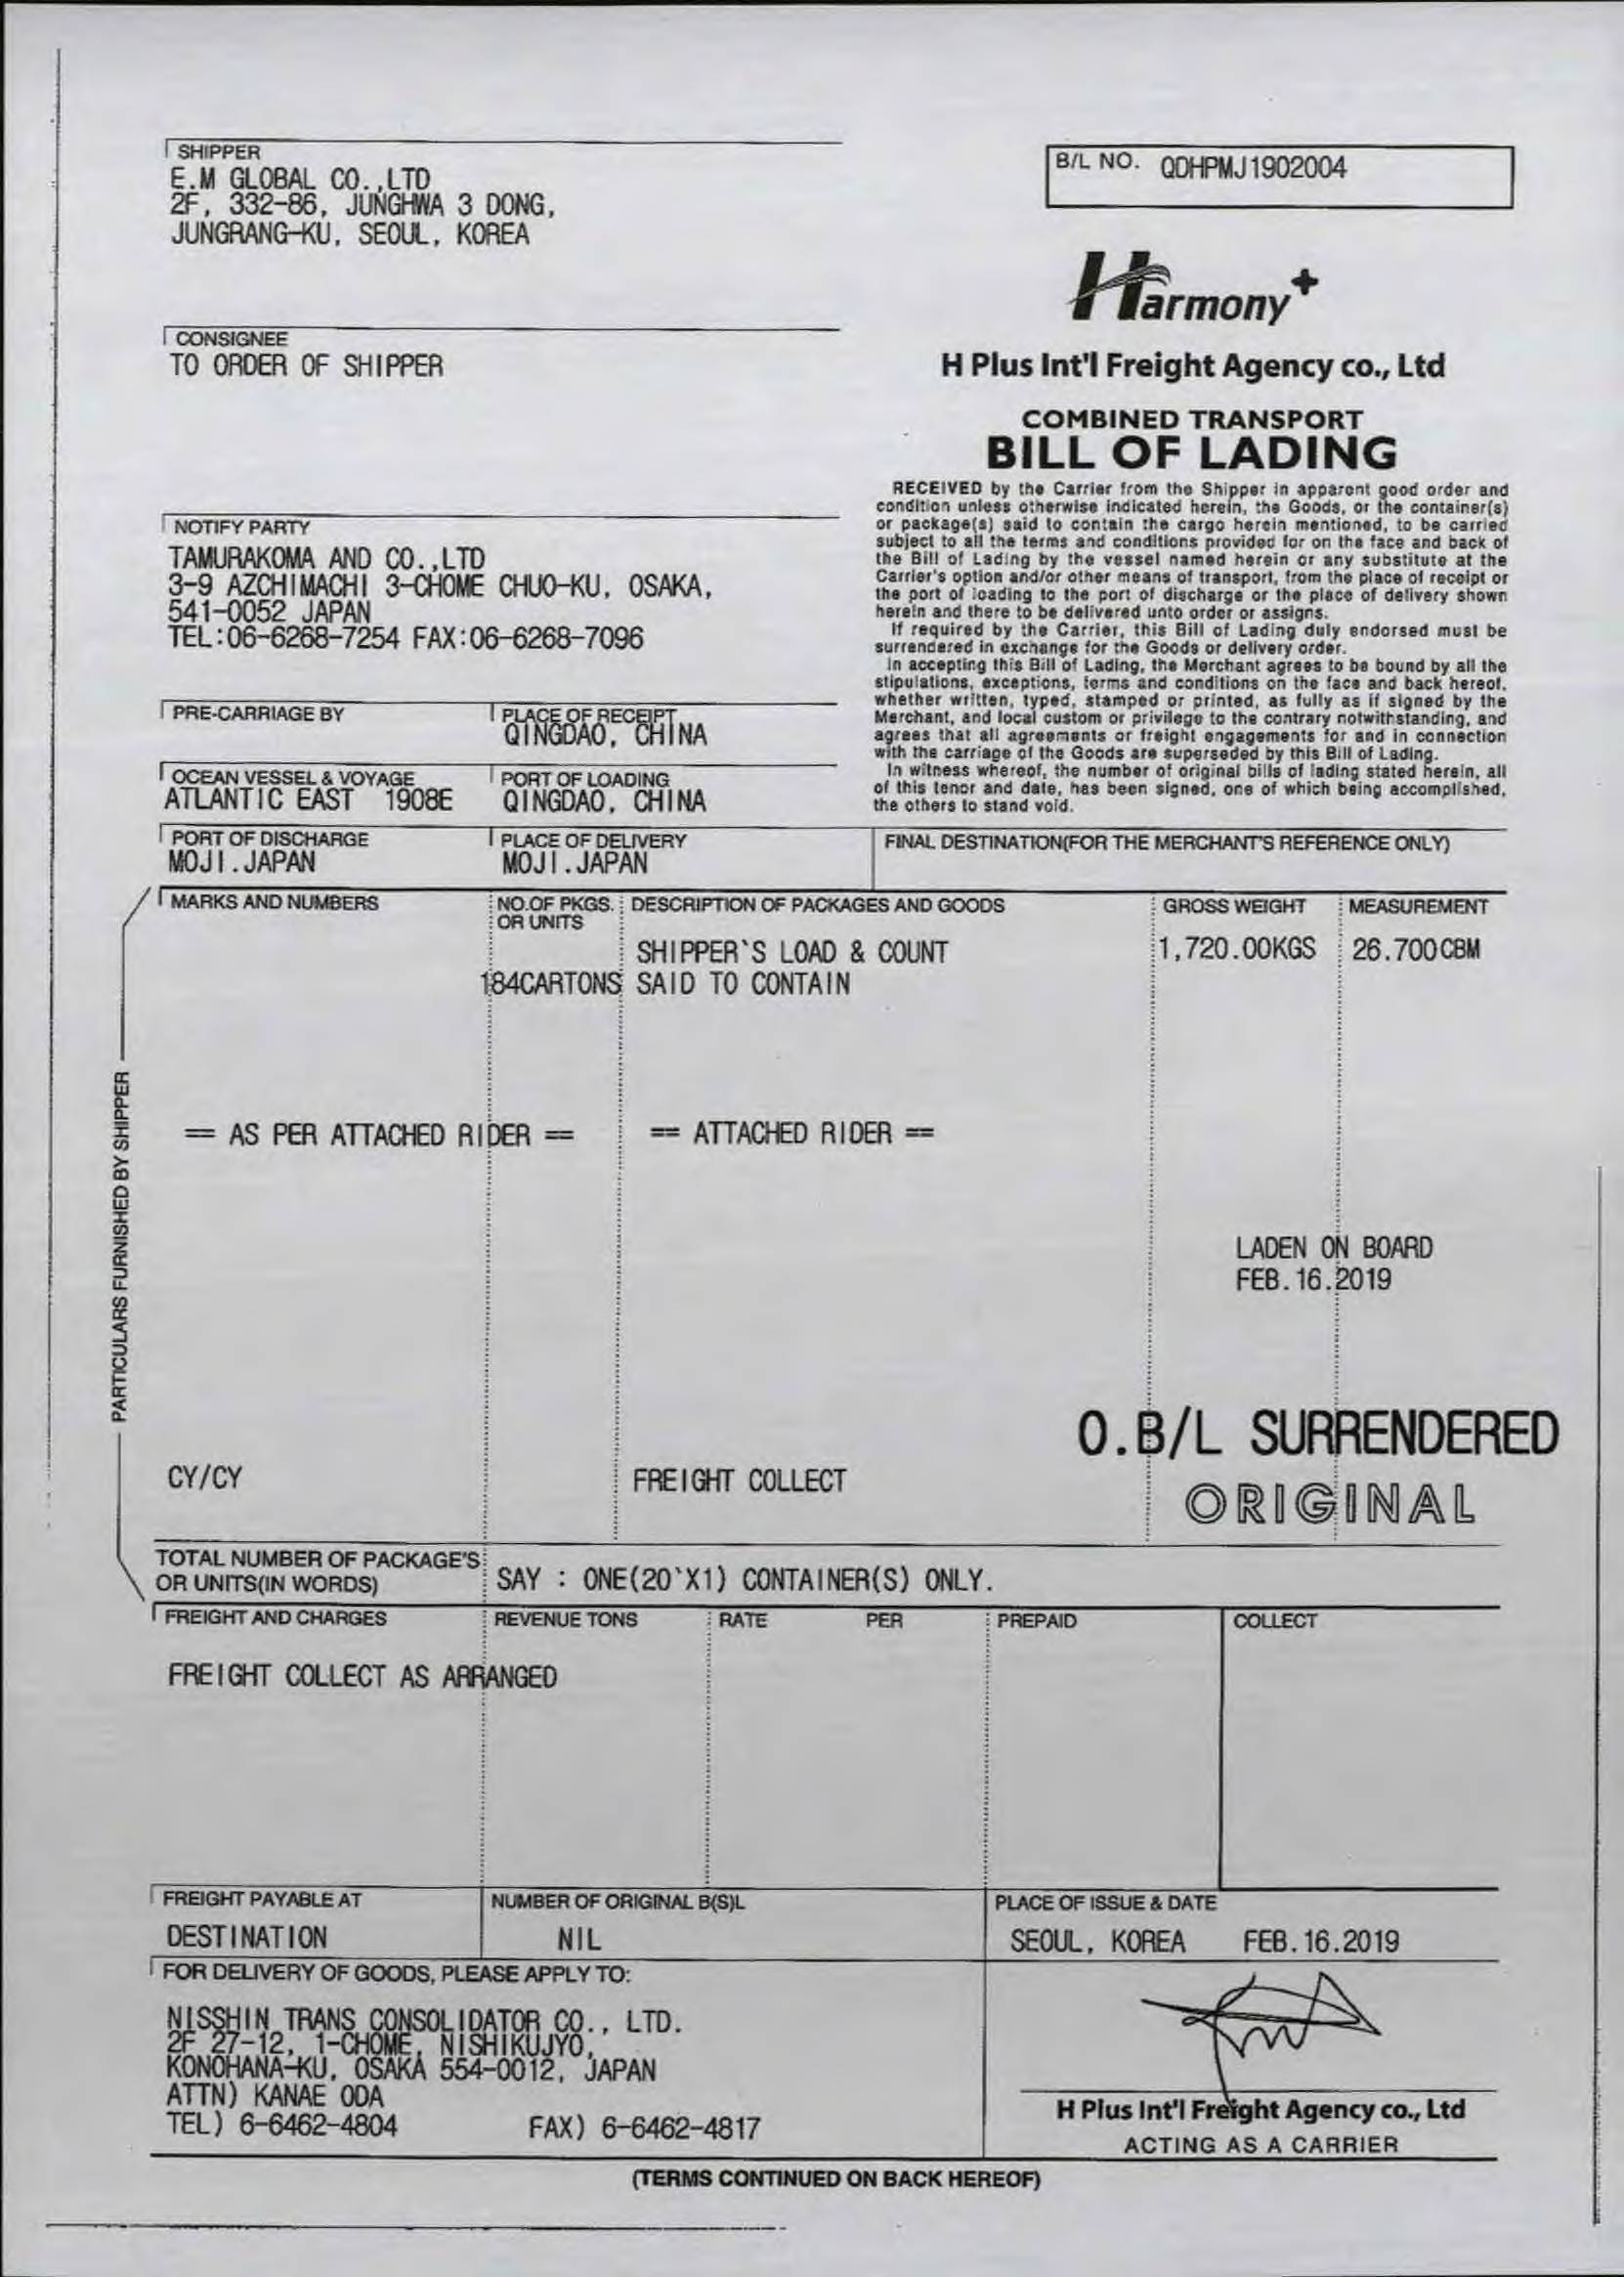 SHIPPER
E.M GLOBAL CO.,LTD
2F, 332-86, JUNGHWA 3 DONG,
JUNGRANG-KU, SEOUL, KOREA
B/L NO. QDHPMJ1902004
Harmony+
H Plus Int'l Freight Agency co., Ltd
CONSIGNEE
TO ORDER OF SHIPPER
COMBINED TRANSPORT
BILL OF LADING
RECEIVED by the Carrier from the Shipper in apparent good order and
condition unless otherwise indicated herein, the Goods, or the container(s)
or package(s) said to contain the cargo herein mentioned, to be carried
subject to all the terms and conditions provided for on the face and back of
the Bill of Lading by the vessel named herein or any substitute at the
Carrier's option and/or other means of transport, from the place of receipt or
the port of loading to the port of discharge or the place of delivery shown
herein and there to be delivered unto order or assigns.
If required by the Carrier, this Bill of Lading duly endorsed must be
surrendered in exchange for the Goods or delivery order.
In accepting this Bill of Lading, the Merchant agrees to be bound by all the
stipulations, exceptions, terms and conditions on the face and back hereof,
whether written, typed, stamped or printed, as fully as if signed by the
Merchant, and local custom or privilege to the contrary notwithstanding, and
agrees that all agreements or freight engagements for and in connection
with the carriage of the Goods are superseded by this Bill of Lading.
In witness whereof, the number of original bills of lading stated herein, all
of this tenor and date, has been signed, one of which being accomplished,
the others to stand void.
NOTIFY PARTY
TAMURAKOMA AND CO.,LTD
3-9 AZCHIMACHI 3-CHOME CHUO-KU, OSAKA,
541-0052 JAPAN
TEL:06-6268-7254 FAX:06-6268-7096
PRE-CARRIAGE BY
PLACE OF RECEIPT
QINGDAO, CHINA
OCEAN VESSEL & VOYAGE
ATLANTIC EAST 1908E
PORT OF LOADING
QINGDAO, CHINA
PORT OF DISCHARGE
MOJI.JAPAN
PLACE OF DELIVERY
MOJI.JAPAN
FINAL DESTINATION(FOR THE MERCHANT'S REFERENCE ONLY)
PARTICULARS FURNISHED BY SHIPPER
MARKS AND NUMBERS
NO.OF PKGS.
OR UNITS
DESCRIPTION OF PACKAGES AND GOODS
GROSS WEIGHT
MEASUREMENT
SHIPPER`S LOAD & COUNT 1,720.00KGS 26.700CBM
184CARTONS SAID TO CONTAIN
== AS PER ATTACHED RIDER == == ATTACHED RIDER ==
LADEN ON BOARD
FEB.16.2019
O.B/L SURRENDERED
CY/CY FREIGHT COLLECT
ORIGINAL
TOTAL NUMBER OF PACKAGE'S
OR UNITS(IN WORDS)
SAY : ONE(20`X1) CONTAINER(S) ONLY.
FREIGHT AND CHARGES REVENUE TONS RATE PER PREPAID COLLECT
FREIGHT COLLECT AS ARRANGED
FREIGHT PAYABLE AT
DESTINATION
NUMBER OF ORIGINAL B(S)L
NIL
PLACE OF ISSUE & DATE
SEOUL, KOREA FEB.16.2019
FOR DELIVERY OF GOODS, PLEASE APPLY TO:
NISSHIN TRANS CONSOLIDATOR CO., LTD.
2F 27-12, 1-CHOME, NISHIKUJYO,
KONOHANA-KU, OSAKA 554-0012, JAPAN
ATTN) KANAE ODA
TEL) 6-6462-4804 FAX) 6-6462-4817
H Plus Int'l Freight Agency co., Ltd
ACTING AS A CARRIER
(TERMS CONTINUED ON BACK HEREOF)